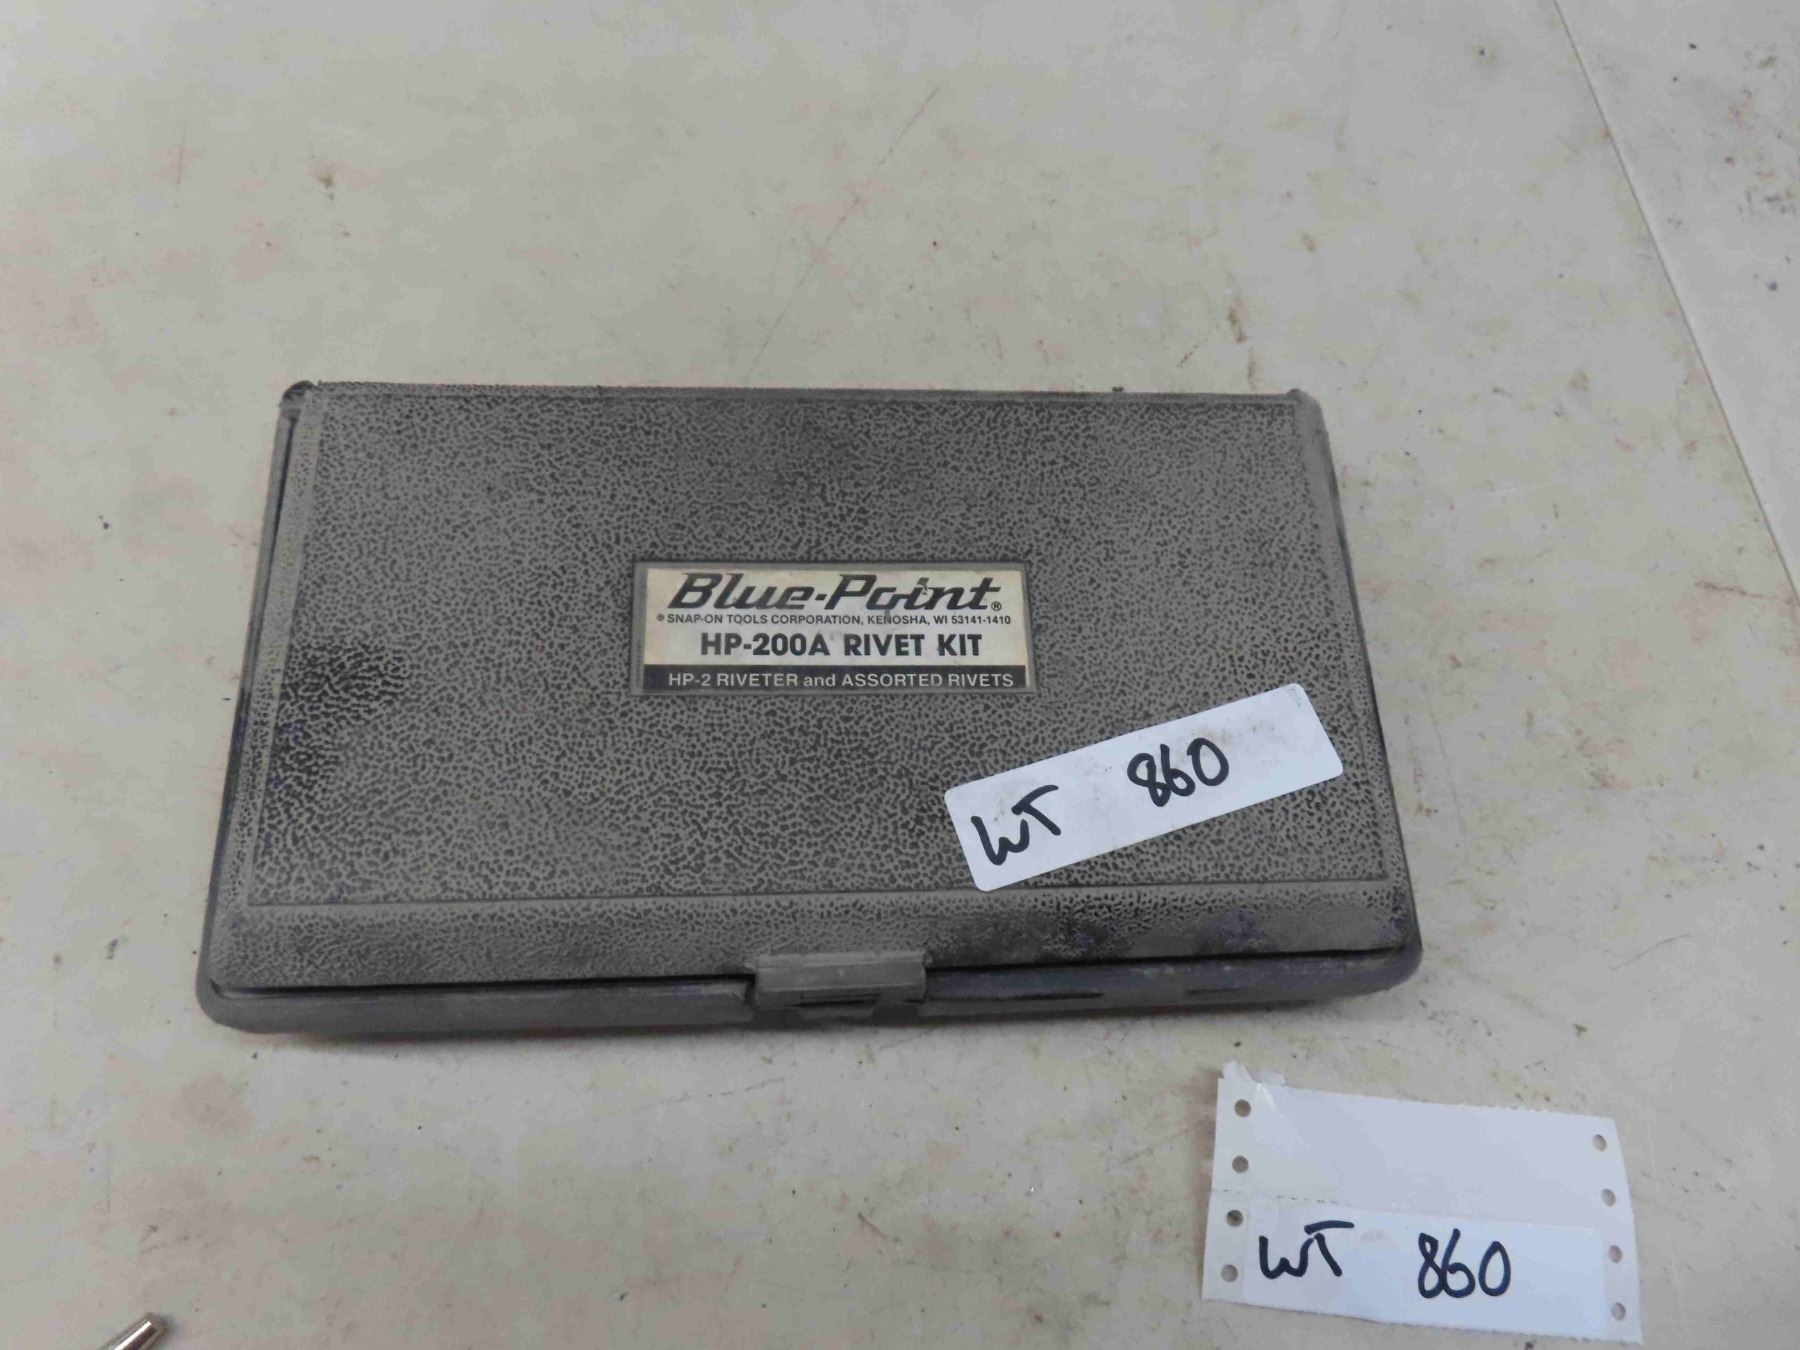 Blue-Point®
® SNAP-ON TOOLS CORPORATION, KENOSHA, WI 53141-1410
HP-200A RIVET KIT
HP-2 RIVETER and ASSORTED RIVETS
WT 860
WT 860